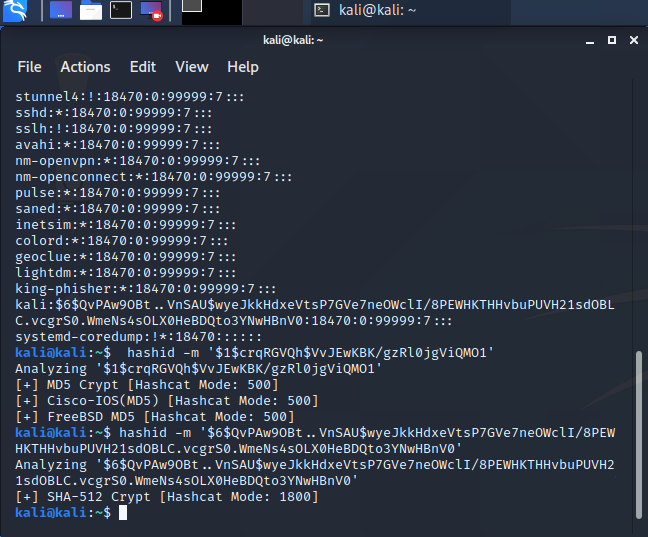 kali@kali: ~
kali@kali: ~
File Actions Edit View Help
stunnel4:!:18470:0:99999:7:::
sshd:*:18470:0:99999:7:::
sslh:!:18470:0:99999:7:::
avahi:*:18470:0:99999:7:::
nm-openvpn:*:18470:0:99999:7:::
nm-openconnect:*:18470:0:99999:7:::
pulse:*:18470:0:99999:7:::
saned:*:18470:0:99999:7:::
inetsim:*:18470:0:99999:7:::
colord:*:18470:0:99999:7:::
geoclue:*:18470:0:99999:7:::
lightdm:*:18470:0:99999:7:::
king-phisher:*:18470:0:99999:7:::
kali:$6$QvPAw9OBt..VnSAU$wyeJkkHdxeVtsP7GVe7neOWclI/8PEWHKTHHvbuPUVH21sdOBL
C.vcgrS0.WmeNs4sOLX0HeBDQto3YNwHBnV0:18470:0:99999:7:::
systemd-coredump:!*:18470::::::
kali@kali:~$  hashid -m '$1$crqRGVQh$VvJEwKBK/gzRl0jgViQMO1'
Analyzing '$1$crqRGVQh$VvJEwKBK/gzRl0jgViQMO1'
[+] MD5 Crypt [Hashcat Mode: 500]
[+] Cisco-IOS(MD5) [Hashcat Mode: 500]
[+] FreeBSD MD5 [Hashcat Mode: 500]
kali@kali:~$ hashid -m '$6$QvPAw9OBt..VnSAU$wyeJkkHdxeVtsP7GVe7neOWclI/8PEW
HKTHHvbuPUVH21sdOBLC.vcgrS0.WmeNs4sOLX0HeBDQto3YNwHBnV0'
Analyzing '$6$QvPAw9OBt..VnSAU$wyeJkkHdxeVtsP7GVe7neOWclI/8PEWHKTHHvbuPUVH2
1sdOBLC.vcgrS0.WmeNs4sOLX0HeBDQto3YNwHBnV0'
[+] SHA-512 Crypt [Hashcat Mode: 1800]
kali@kali:~$